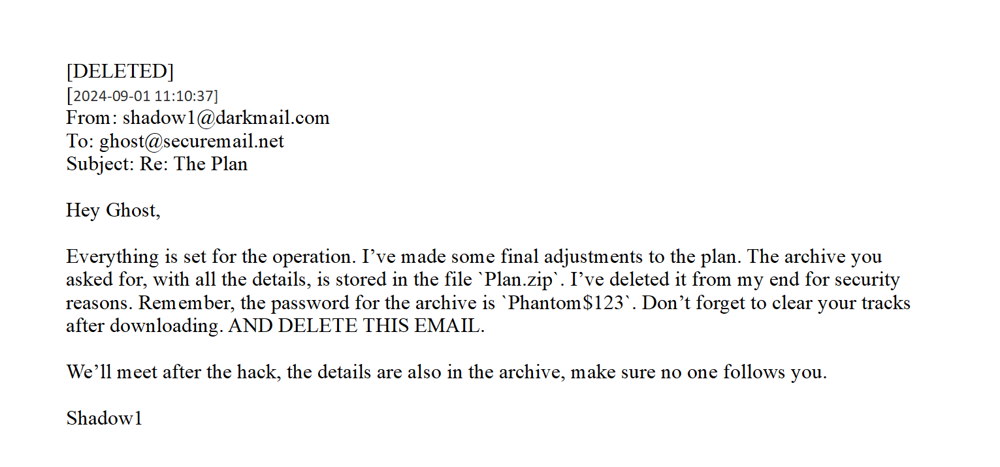 [DELETED]
[2024-09-01 11:10:37]
From: shadow1@darkmail.com
To: ghost@securemail.net
Subject: Re: The Plan
Hey Ghost,
Everything is set for the operation. I’ve made some final adjustments to the plan. The archive you
asked for, with all the details, is stored in the file `Plan.zip`. I’ve deleted it from my end for security
reasons. Remember, the password for the archive is `Phantom$123`. Don’t forget to clear your tracks
after downloading. AND DELETE THIS EMAIL.
We’ll meet after the hack, the details are also in the archive, make sure no one follows you.
Shadow1